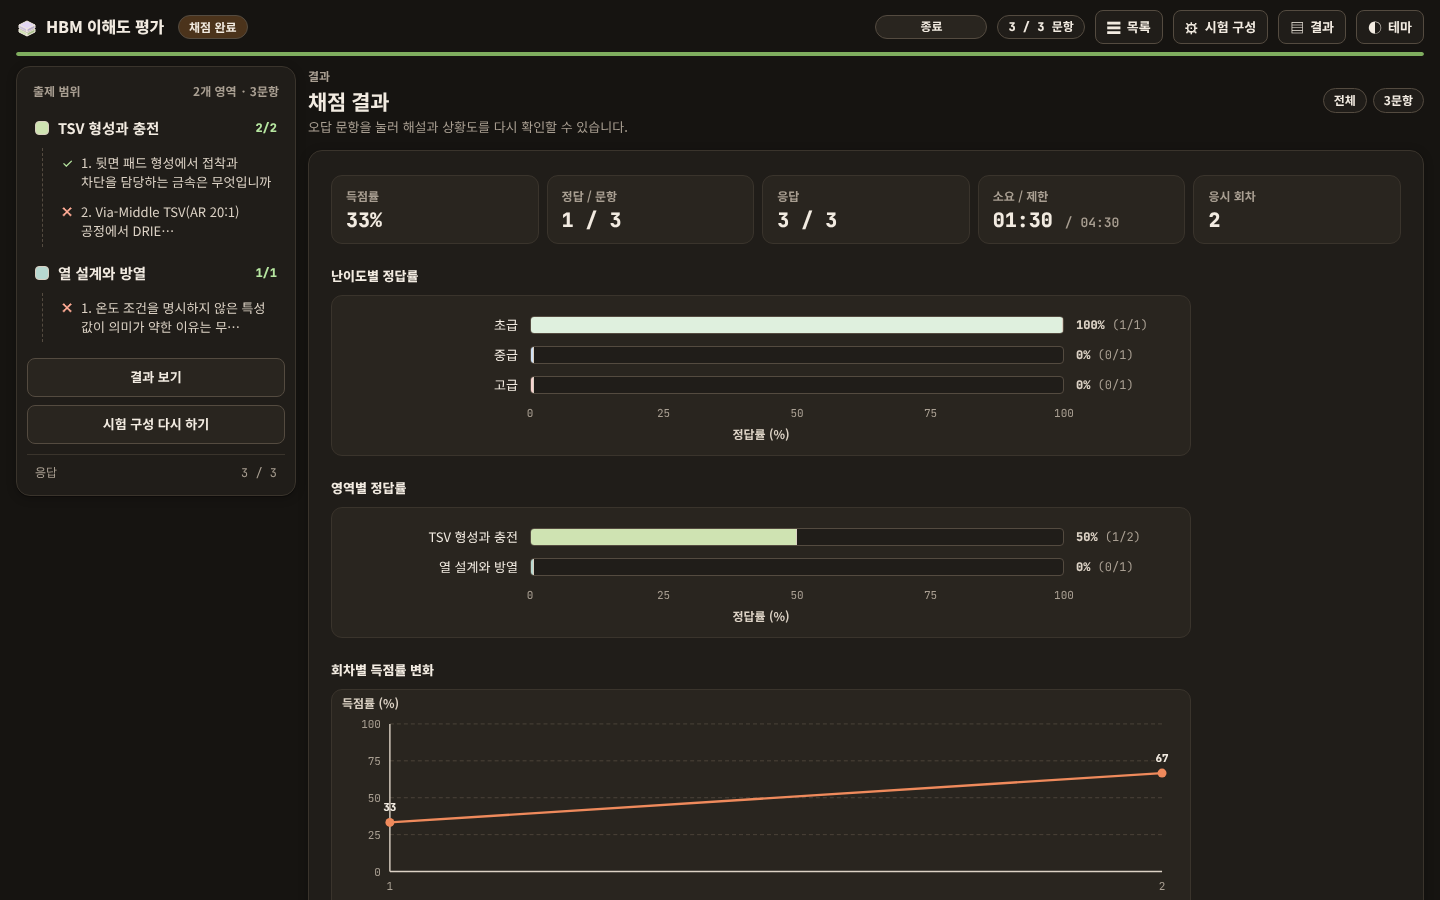 HBM 이해도 평가
채점 완료
종료
3 / 3 문항
목록
시험 구성
결과
테마
출제 범위
2개 영역 · 3문항
TSV 형성과 충전
2/2
1. 뒷면 패드 형성에서 접착과
차단을 담당하는 금속은 무엇입니까
2. Via-Middle TSV(AR 20:1)
공정에서 DRIE…
열 설계와 방열
1/1
1. 온도 조건을 명시하지 않은 특성
값이 의미가 약한 이유는 무…
결과 보기
시험 구성 다시 하기
응답
3 / 3
결과
채점 결과
오답 문항을 눌러 해설과 상황도를 다시 확인할 수 있습니다.
전체
3문항
득점률
33%
정답 / 문항
1 / 3
응답
3 / 3
소요 / 제한
01:30 / 04:30
응시 회차
2
난이도별 정답률
초급
100% (1/1)
중급
0% (0/1)
고급
0% (0/1)
0 25 50 75 100
정답률 (%)
영역별 정답률
TSV 형성과 충전
50% (1/2)
열 설계와 방열
0% (0/1)
0 25 50 75 100
정답률 (%)
회차별 득점률 변화
득점률 (%)
100
75
50
25
0
33
67
1
2